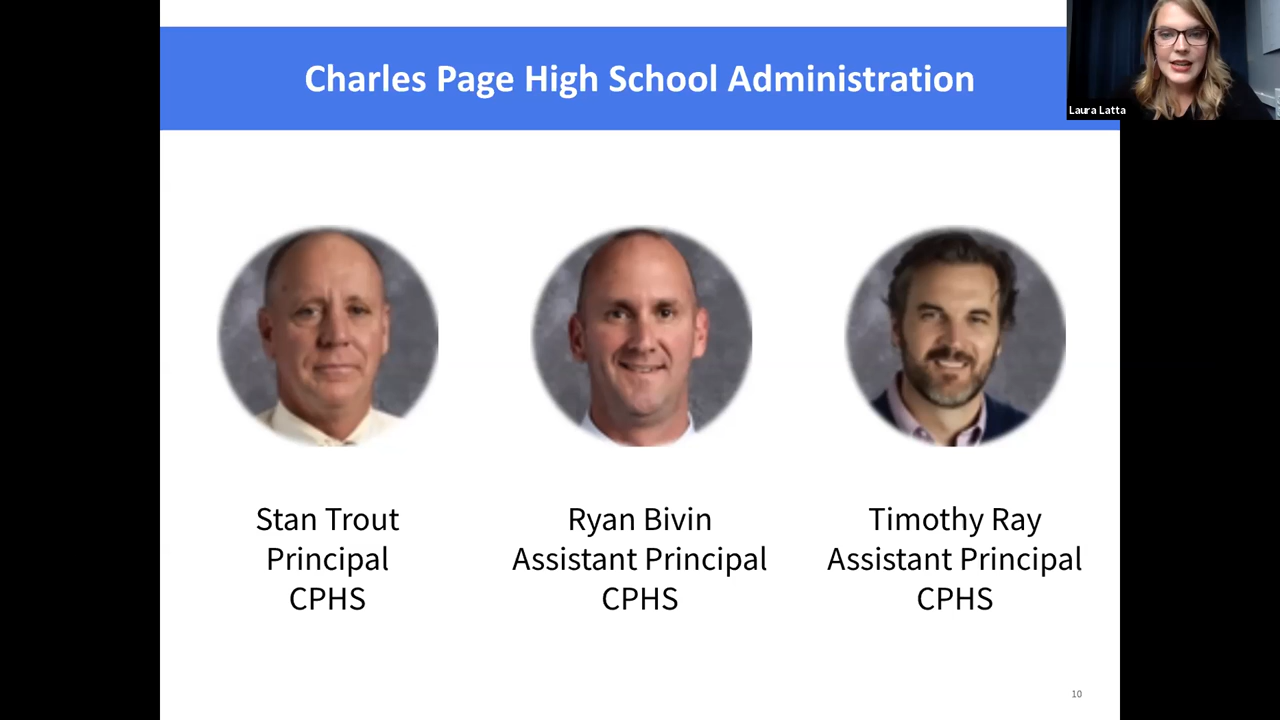 Charles Page High School Administration
Laura Latta
Stan Trout
Principal
CPHS
Ryan Bivin
Assistant Principal
CPHS
Timothy Ray
Assistant Principal
CPHS
10